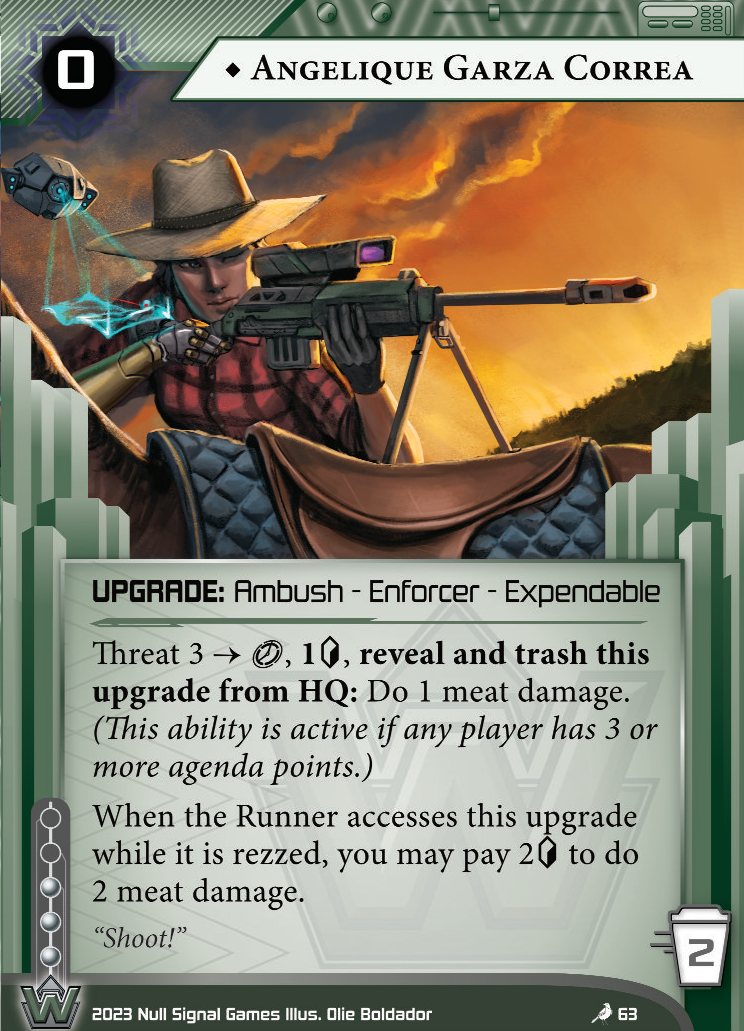 0
◆ Angelique Garza Correa
UPGRADE: Ambush - Enforcer - Expendable
Threat 3 → , 1, reveal and trash this
upgrade from HQ: Do 1 meat damage.
(This ability is active if any player has 3 or
more agenda points.)
When the Runner accesses this upgrade
while it is rezzed, you may pay 2 to do
2 meat damage.
“Shoot!”
2
W
2023 Null Signal Games Illus. Olie Boldador
63